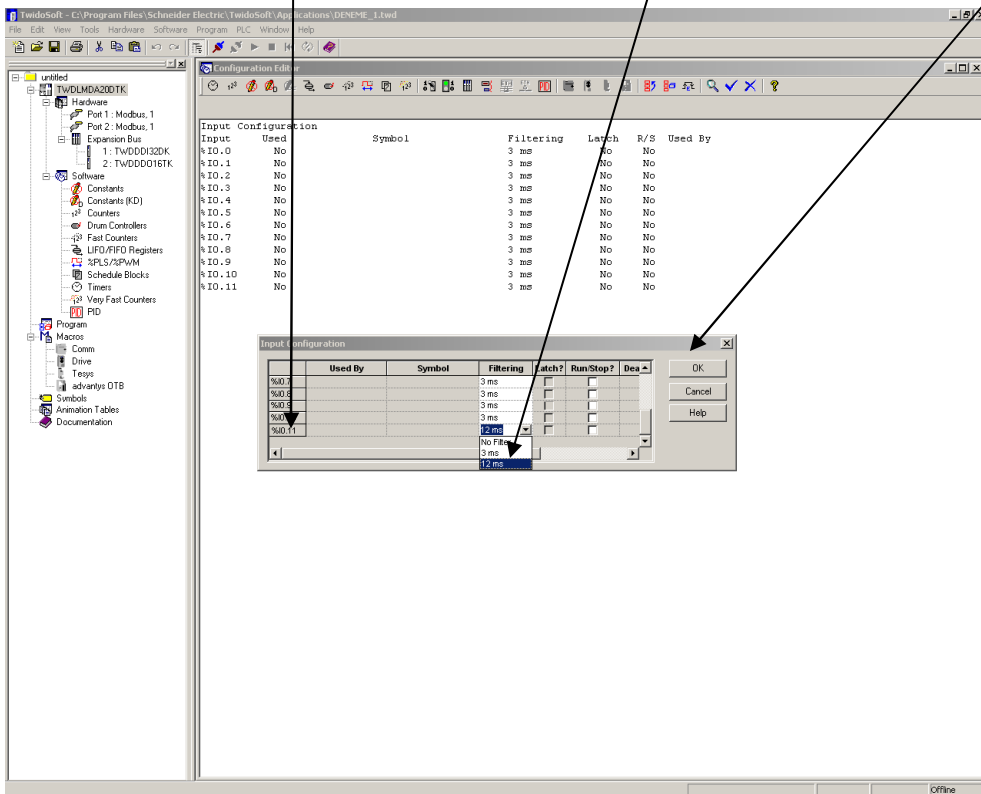 TwidoSoft - C:\Program Files\Schneider Electric\TwidoSoft\Applications\DENEME_1.twd
File Edit View Tools Hardware Software Program PLC Window Help
untitled
TWDLMDA20DTK
Hardware
Port 1 : Modbus, 1
Port 2 : Modbus, 1
Expansion Bus
1 : TWDDDI32DK
2 : TWDDDO16TK
Software
Constants
Constants (KD)
Counters
Drum Controllers
Fast Counters
LIFO/FIFO Registers
%PLS/%PWM
Schedule Blocks
Timers
Very Fast Counters
PID
Program
Macros
Comm
Drive
Tesys
advantys OTB
Symbols
Animation Tables
Documentation
Configuration Editor
Input Configuration
Input Used Symbol Filtering Latch R/S Used By
%I0.0 No 3 ms No No
%I0.1 No 3 ms No No
%I0.2 No 3 ms No No
%I0.3 No 3 ms No No
%I0.4 No 3 ms No No
%I0.5 No 3 ms No No
%I0.6 No 3 ms No No
%I0.7 No 3 ms No No
%I0.8 No 3 ms No No
%I0.9 No 3 ms No No
%I0.10 No 3 ms No No
%I0.11 No 3 ms No No
Input Configuration
Used By Symbol Filtering Latch? Run/Stop? Dea
%I0.7 3 ms
%I0.8 3 ms
%I0.9 3 ms
3 ms
%I0.11 12 ms
No Filter
3 ms
12 ms
OK
Cancel
Help
Offline